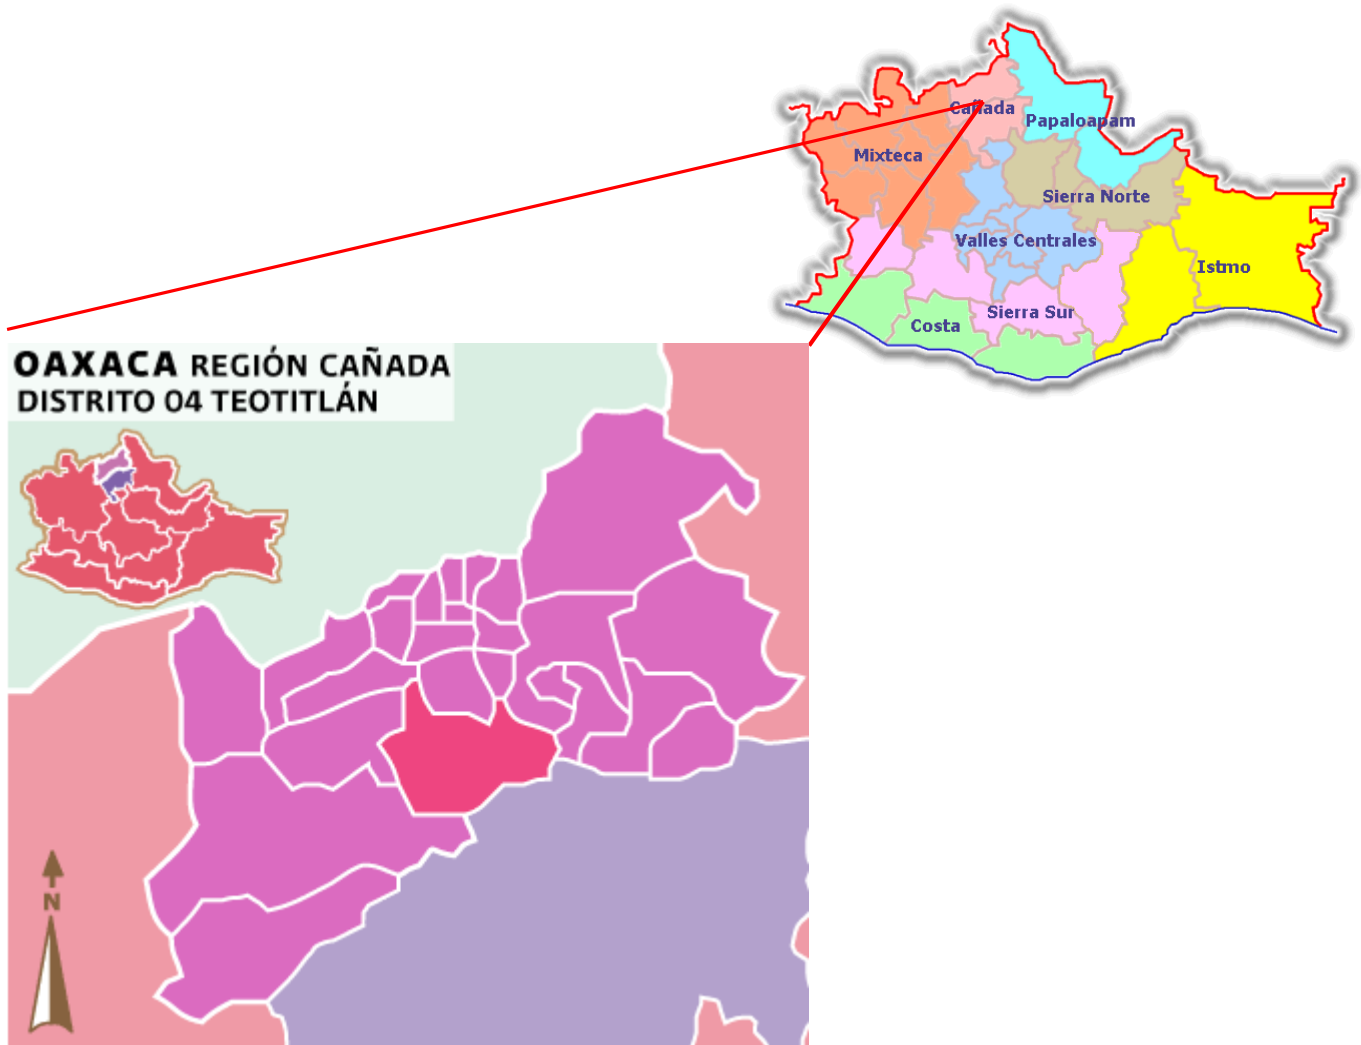 Cañada
Papaloapam
Mixteca
Sierra Norte
Valles Centrales
Istmo
Sierra Sur
Costa
OAXACA REGIÓN CAÑADA
DISTRITO 04 TEOTITLÁN
N